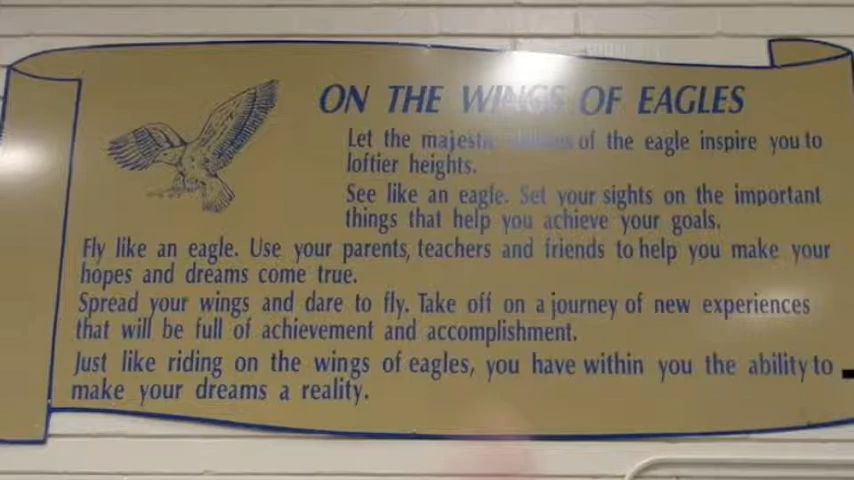 ON THE WINGS OF EAGLES
Let the majestic of the eagle inspire you to
loftier heights.
See like an eagle. Set your sights on the important
things that help you achieve your goals.
Fly like an eagle. Use your parents, teachers and friends to help you make your
hopes and dreams come true.
Spread your wings and dare to fly. Take off on a journey of new experiences
that will be full of achievement and accomplishment.
Just like riding on the wings of eagles, you have within you the ability to
make your dreams a reality.